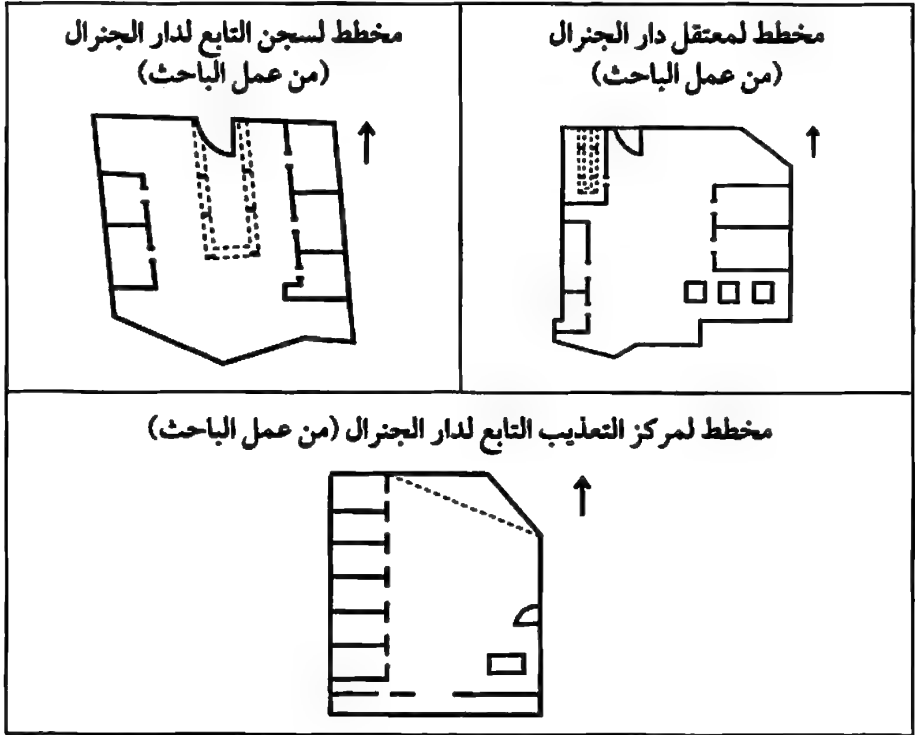 مخطط لمعتقل دار الجنرال
(من عمل الباحث)
مخطط لسجن التابع لدار الجنرال
(من عمل الباحث)
مخطط لمركز التعذيب التابع لدار الجنرال (من عمل الباحث)